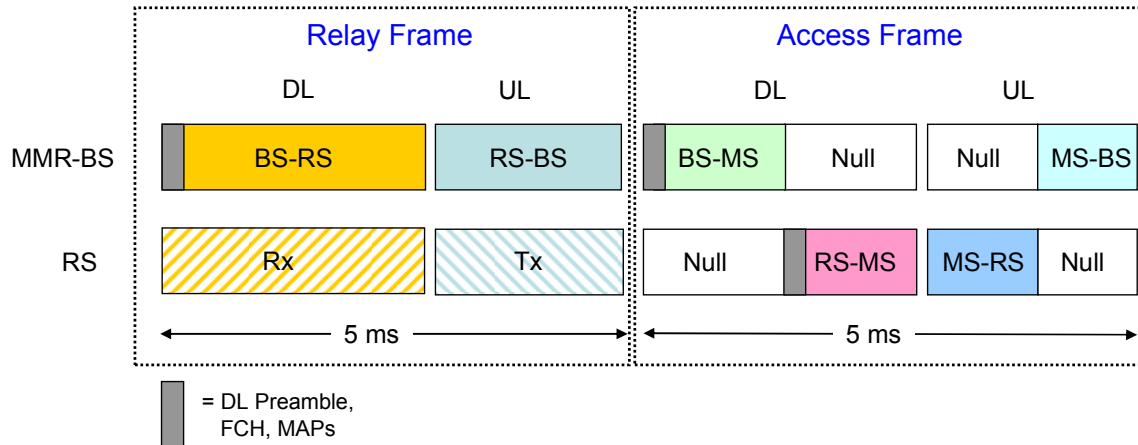 Relay Frame
Access Frame
DL
UL
DL
UL
MMR-BS
BS-RS
RS-BS
BS-MS
Null
Null
MS-BS
RS
Rx
Tx
Null
RS-MS
MS-RS
Null
5 ms
5 ms
= DL Preamble,
FCH, MAPs